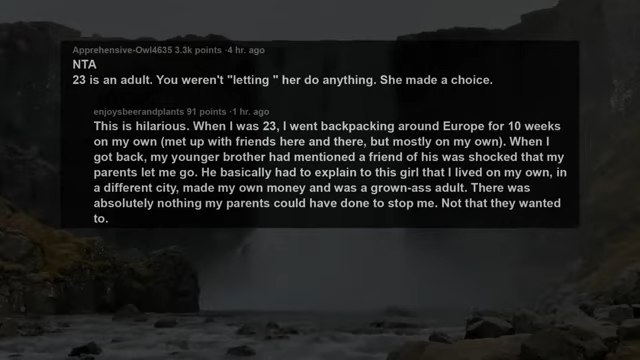 Apprehensive-Owl4635 3.3k points ·4 hr. ago
NTA
23 is an adult. You weren't "letting " her do anything. She made a choice.
enjoysbeerandplants 91 points ·1 hr. ago
This is hilarious. When I was 23, I went backpacking around Europe for 10 weeks
on my own (met up with friends here and there, but mostly on my own). When I
got back, my younger brother had mentioned a friend of his was shocked that my
parents let me go. He basically had to explain to this girl that I lived on my own, in
a different city, made my own money and was a grown-ass adult. There was
absolutely nothing my parents could have done to stop me. Not that they wanted
to.